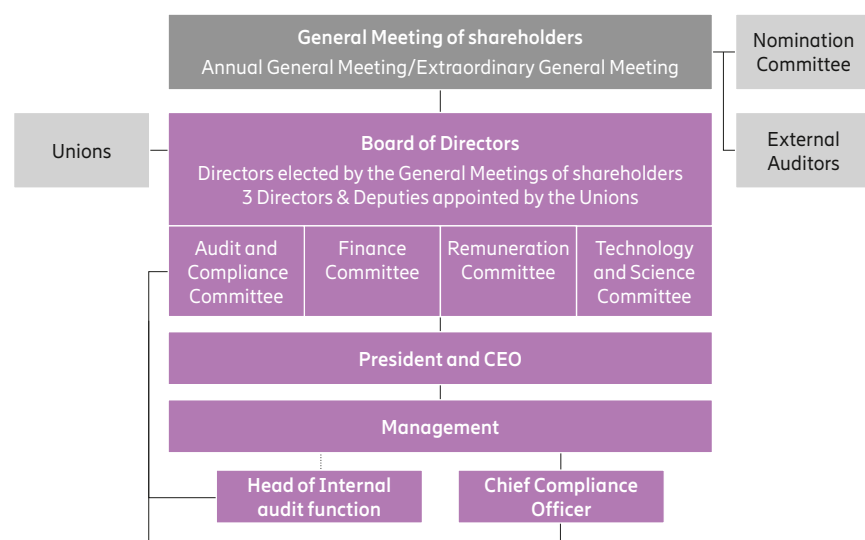 General Meeting of shareholders
Annual General Meeting/Extraordinary General Meeting
Nomination
Committee
Unions
Board of Directors
Directors elected by the General Meetings of shareholders
3 Directors & Deputies appointed by the Unions
External
Auditors
Audit and
Compliance
Committee
Finance
Committee
Remuneration
Committee
Technology
and Science
Committee
President and CEO
Management
Head of Internal
audit function
Chief Compliance
Officer